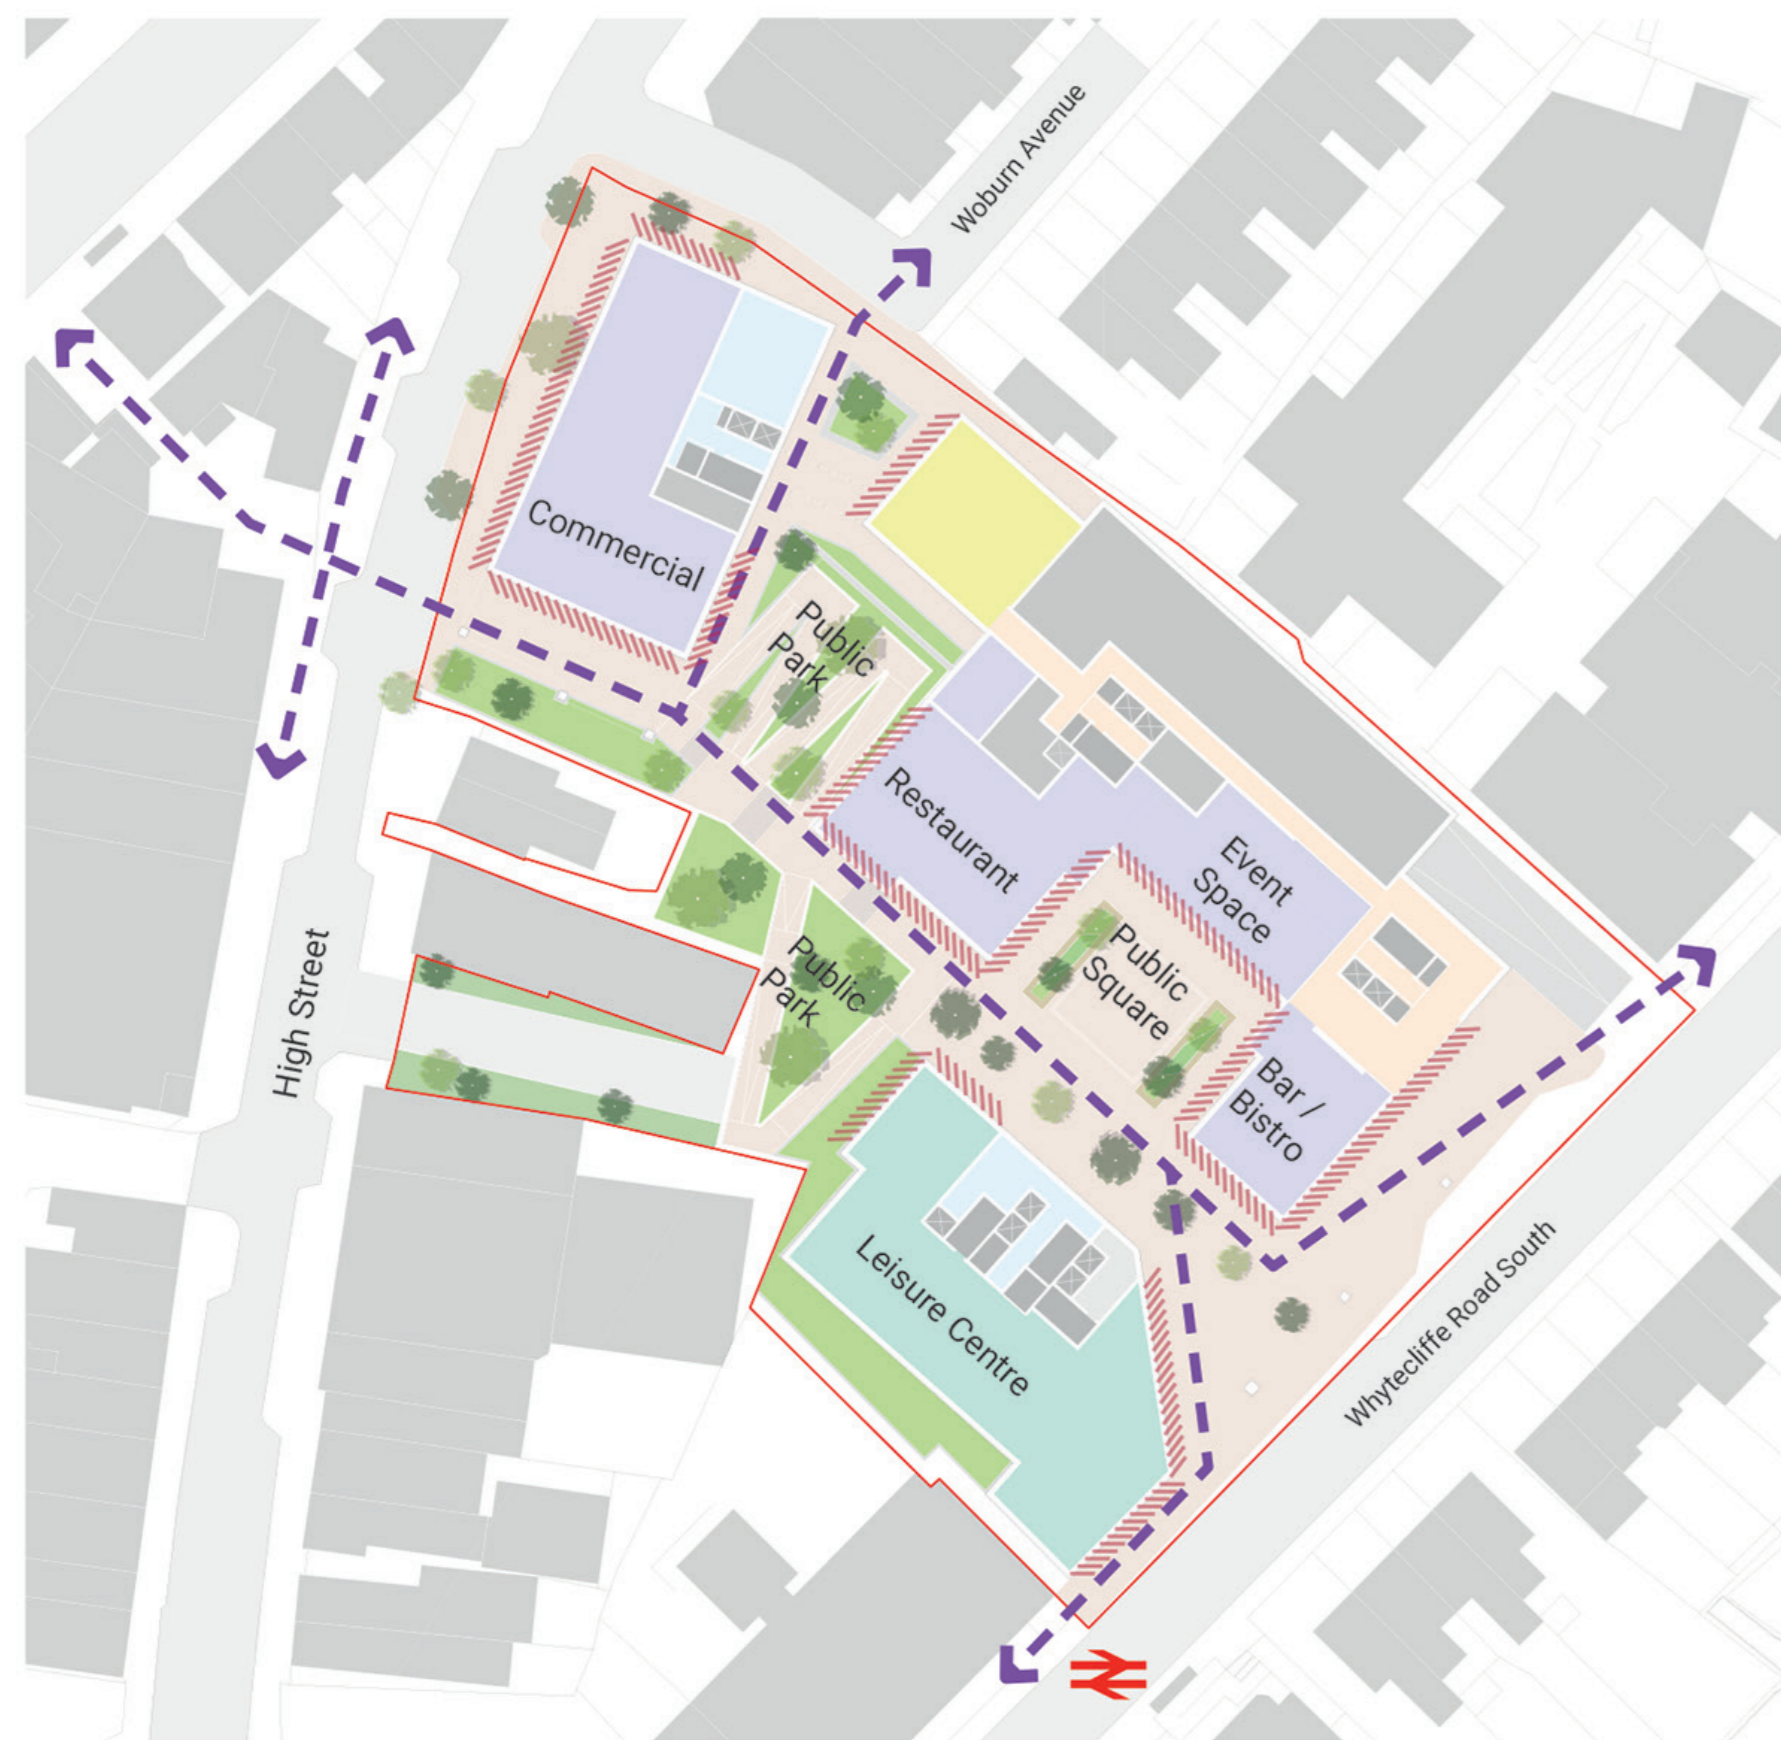 Woburn Avenue
Commercial
Public
Park
Restaurant
Event
Space
Public
Square
Public
Park
High Street
Bar /
Bistro
Leisure Centre
Whytecliffe Road South